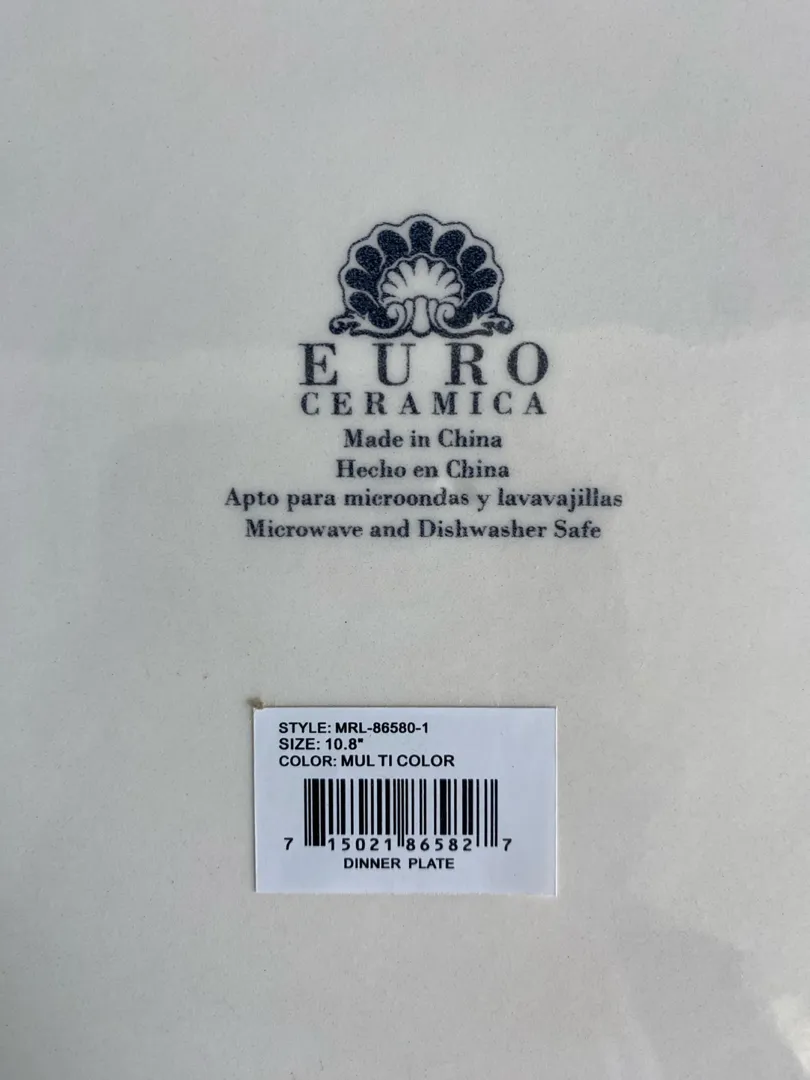 EURO
CERAMICA
Made in China
Hecho en China
Apto para microondas y lavavajillas
Microwave and Dishwasher Safe
STYLE: MRL-86580-1
SIZE: 10.8"
COLOR: MUL TI COLOR
7 15021 86582 7
DINNER PLATE